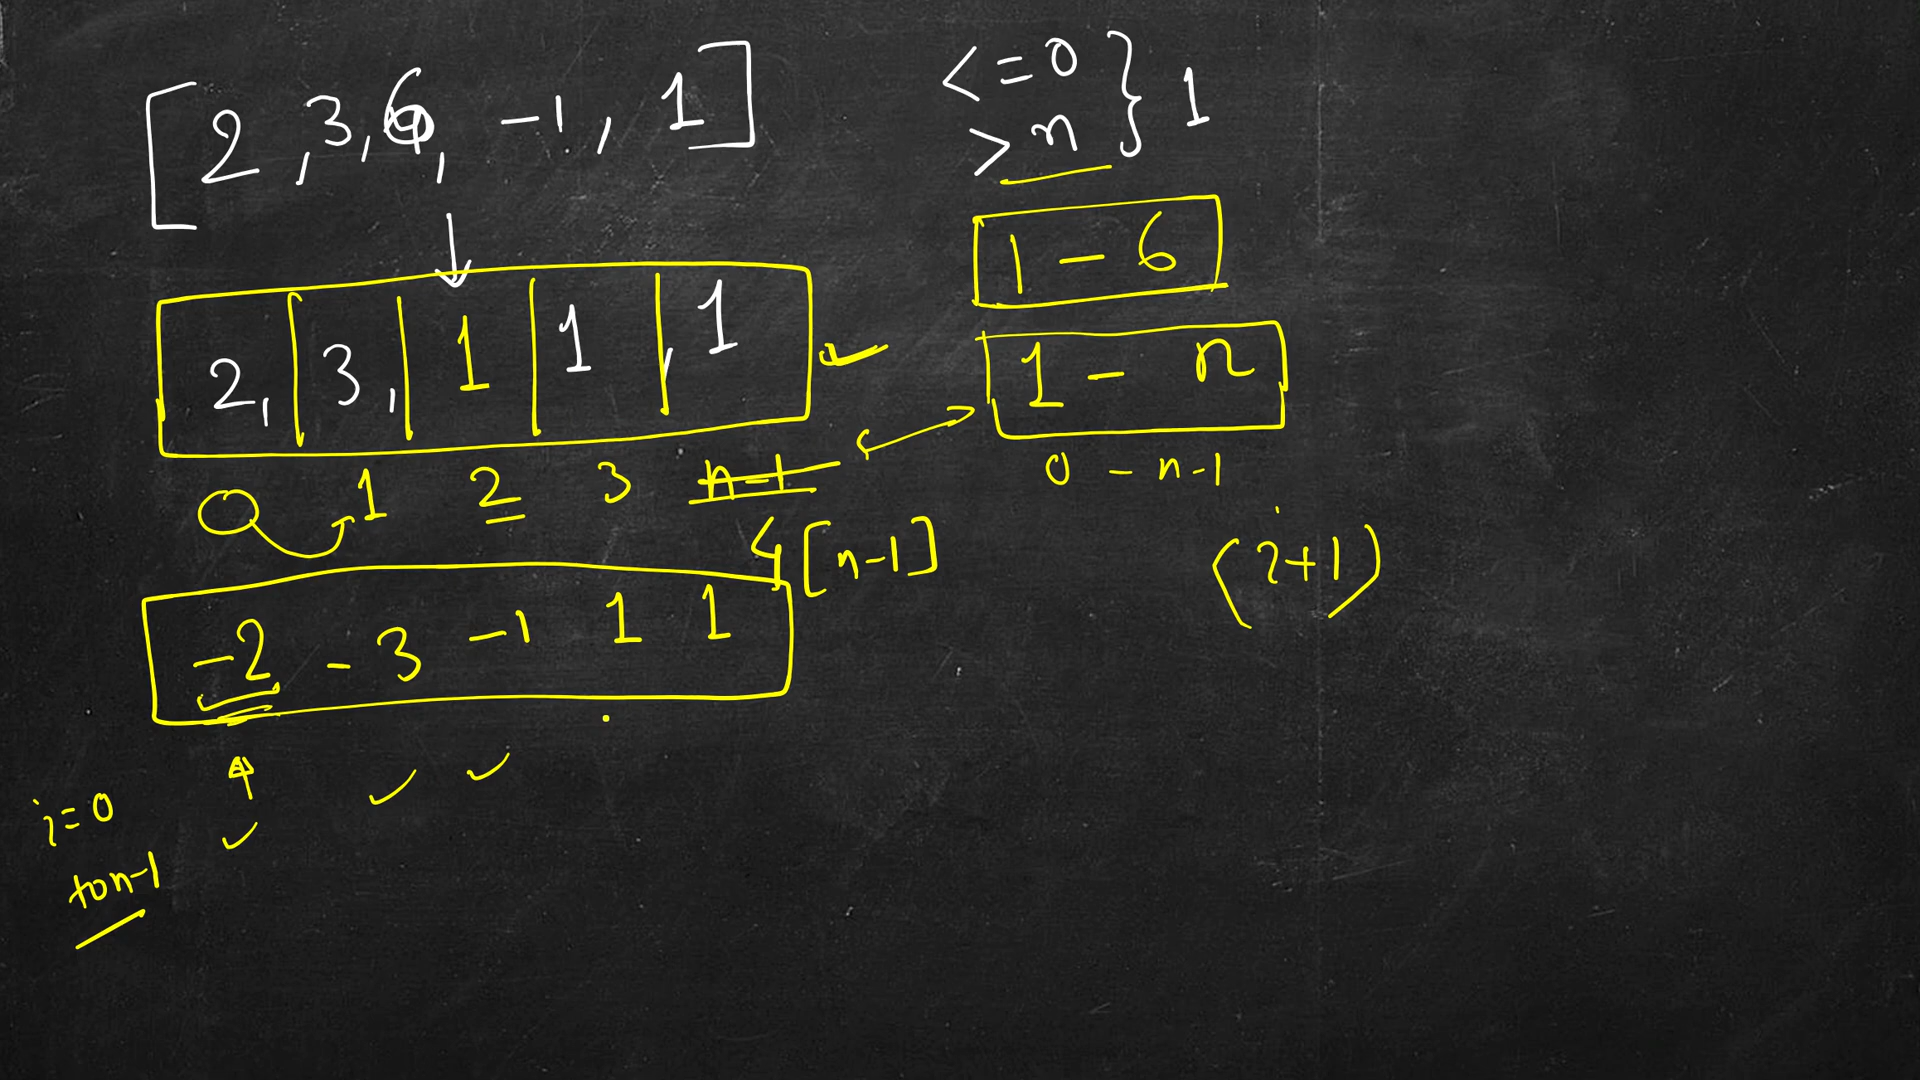 [2, 3, 6, -1, 1]
<=0
>n } 1
1 - 6
2, 3, 1 1, 1
1 - n
0 1 2 3 n-1
0 - n-1
4 [n-1]
(i+1)
-2 -3 -1 1 1
i=0
to n-1